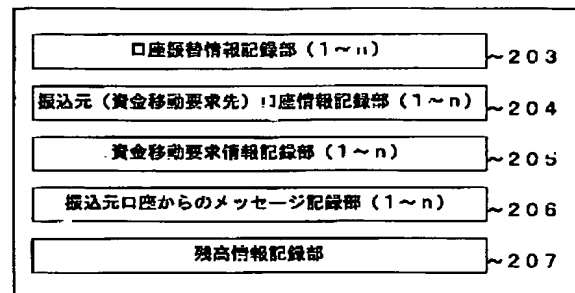 口座振替情報記録部(1~n) ~203
振込元(資金移動要求先)口座情報記録部(1~n) ~204
資金移動要求情報記録部(1~n) ~205
振込元口座からのメッセージ記録部(1~n) ~206
残高情報記録部 ~207